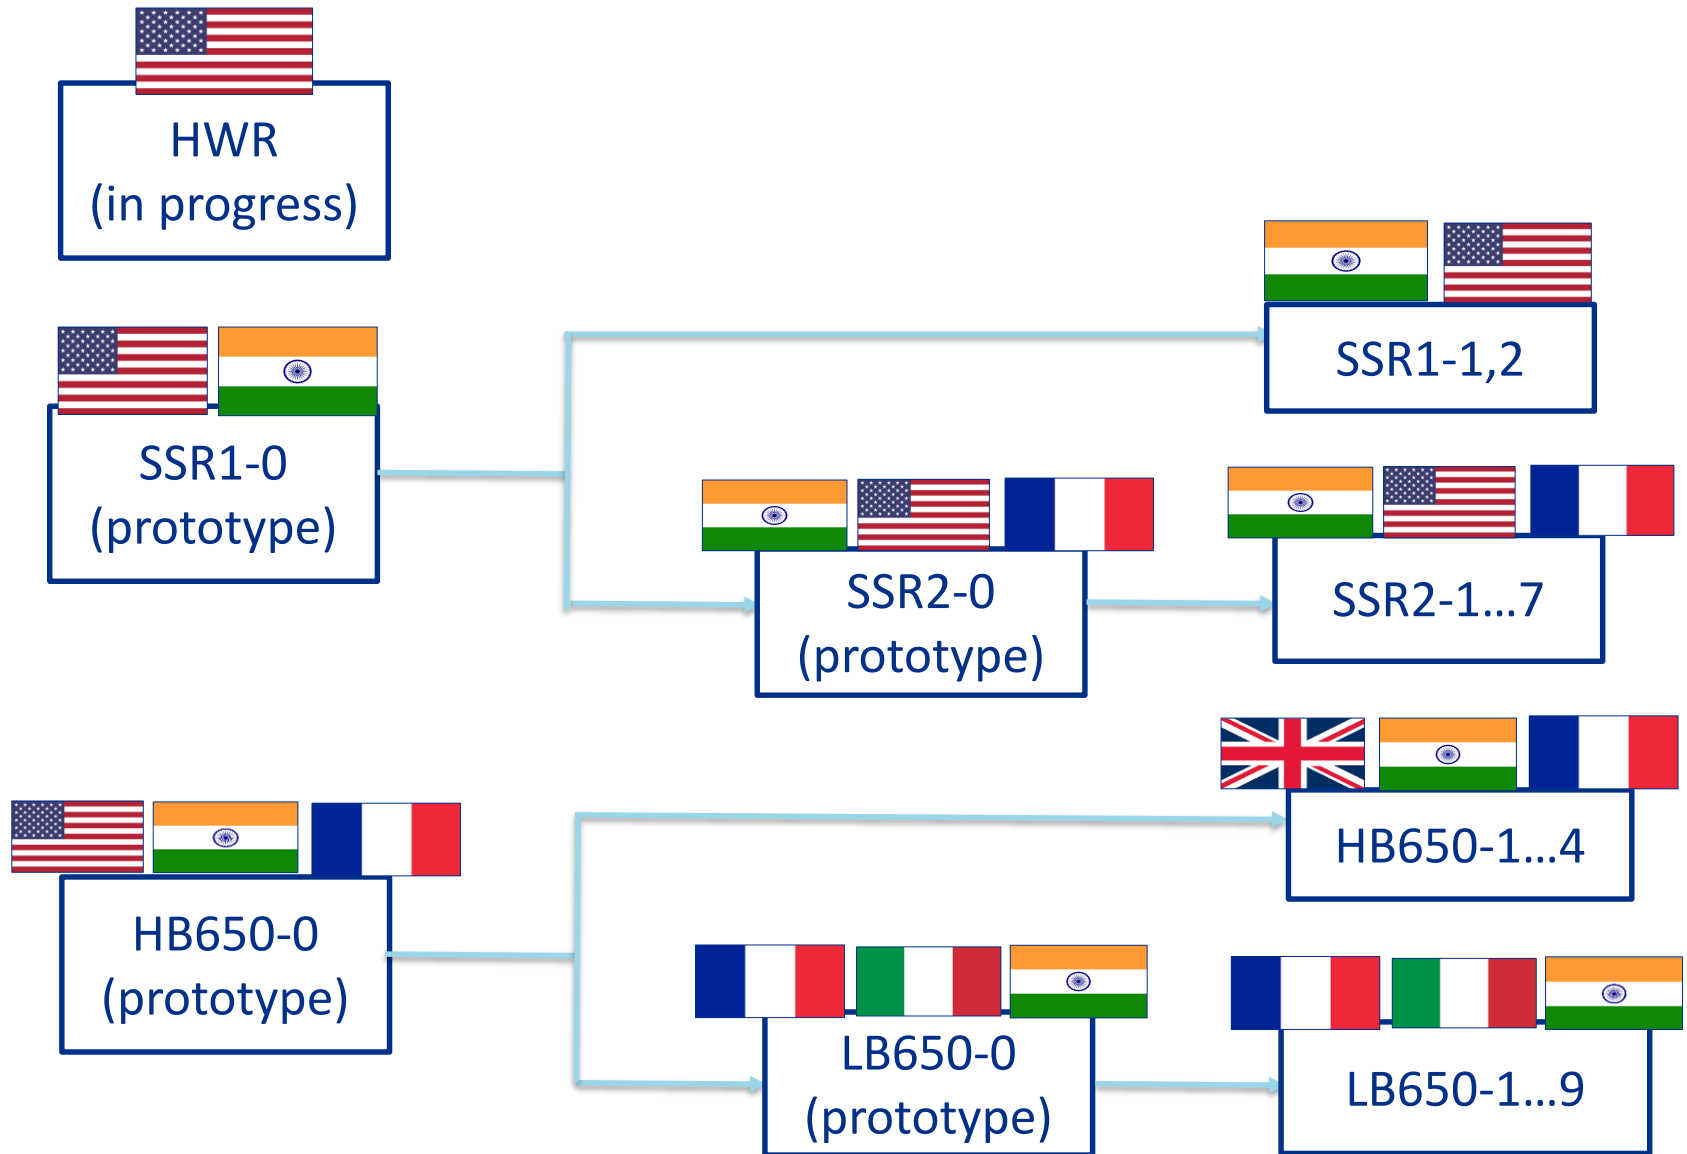 HWR
(in progress)
SSR1-1,2
SSR1-0
(prototype)
SSR2-0
(prototype)
SSR2-1...7
HB650-1...4
HB650-0
(prototype)
LB650-0
(prototype)
LB650-1...9